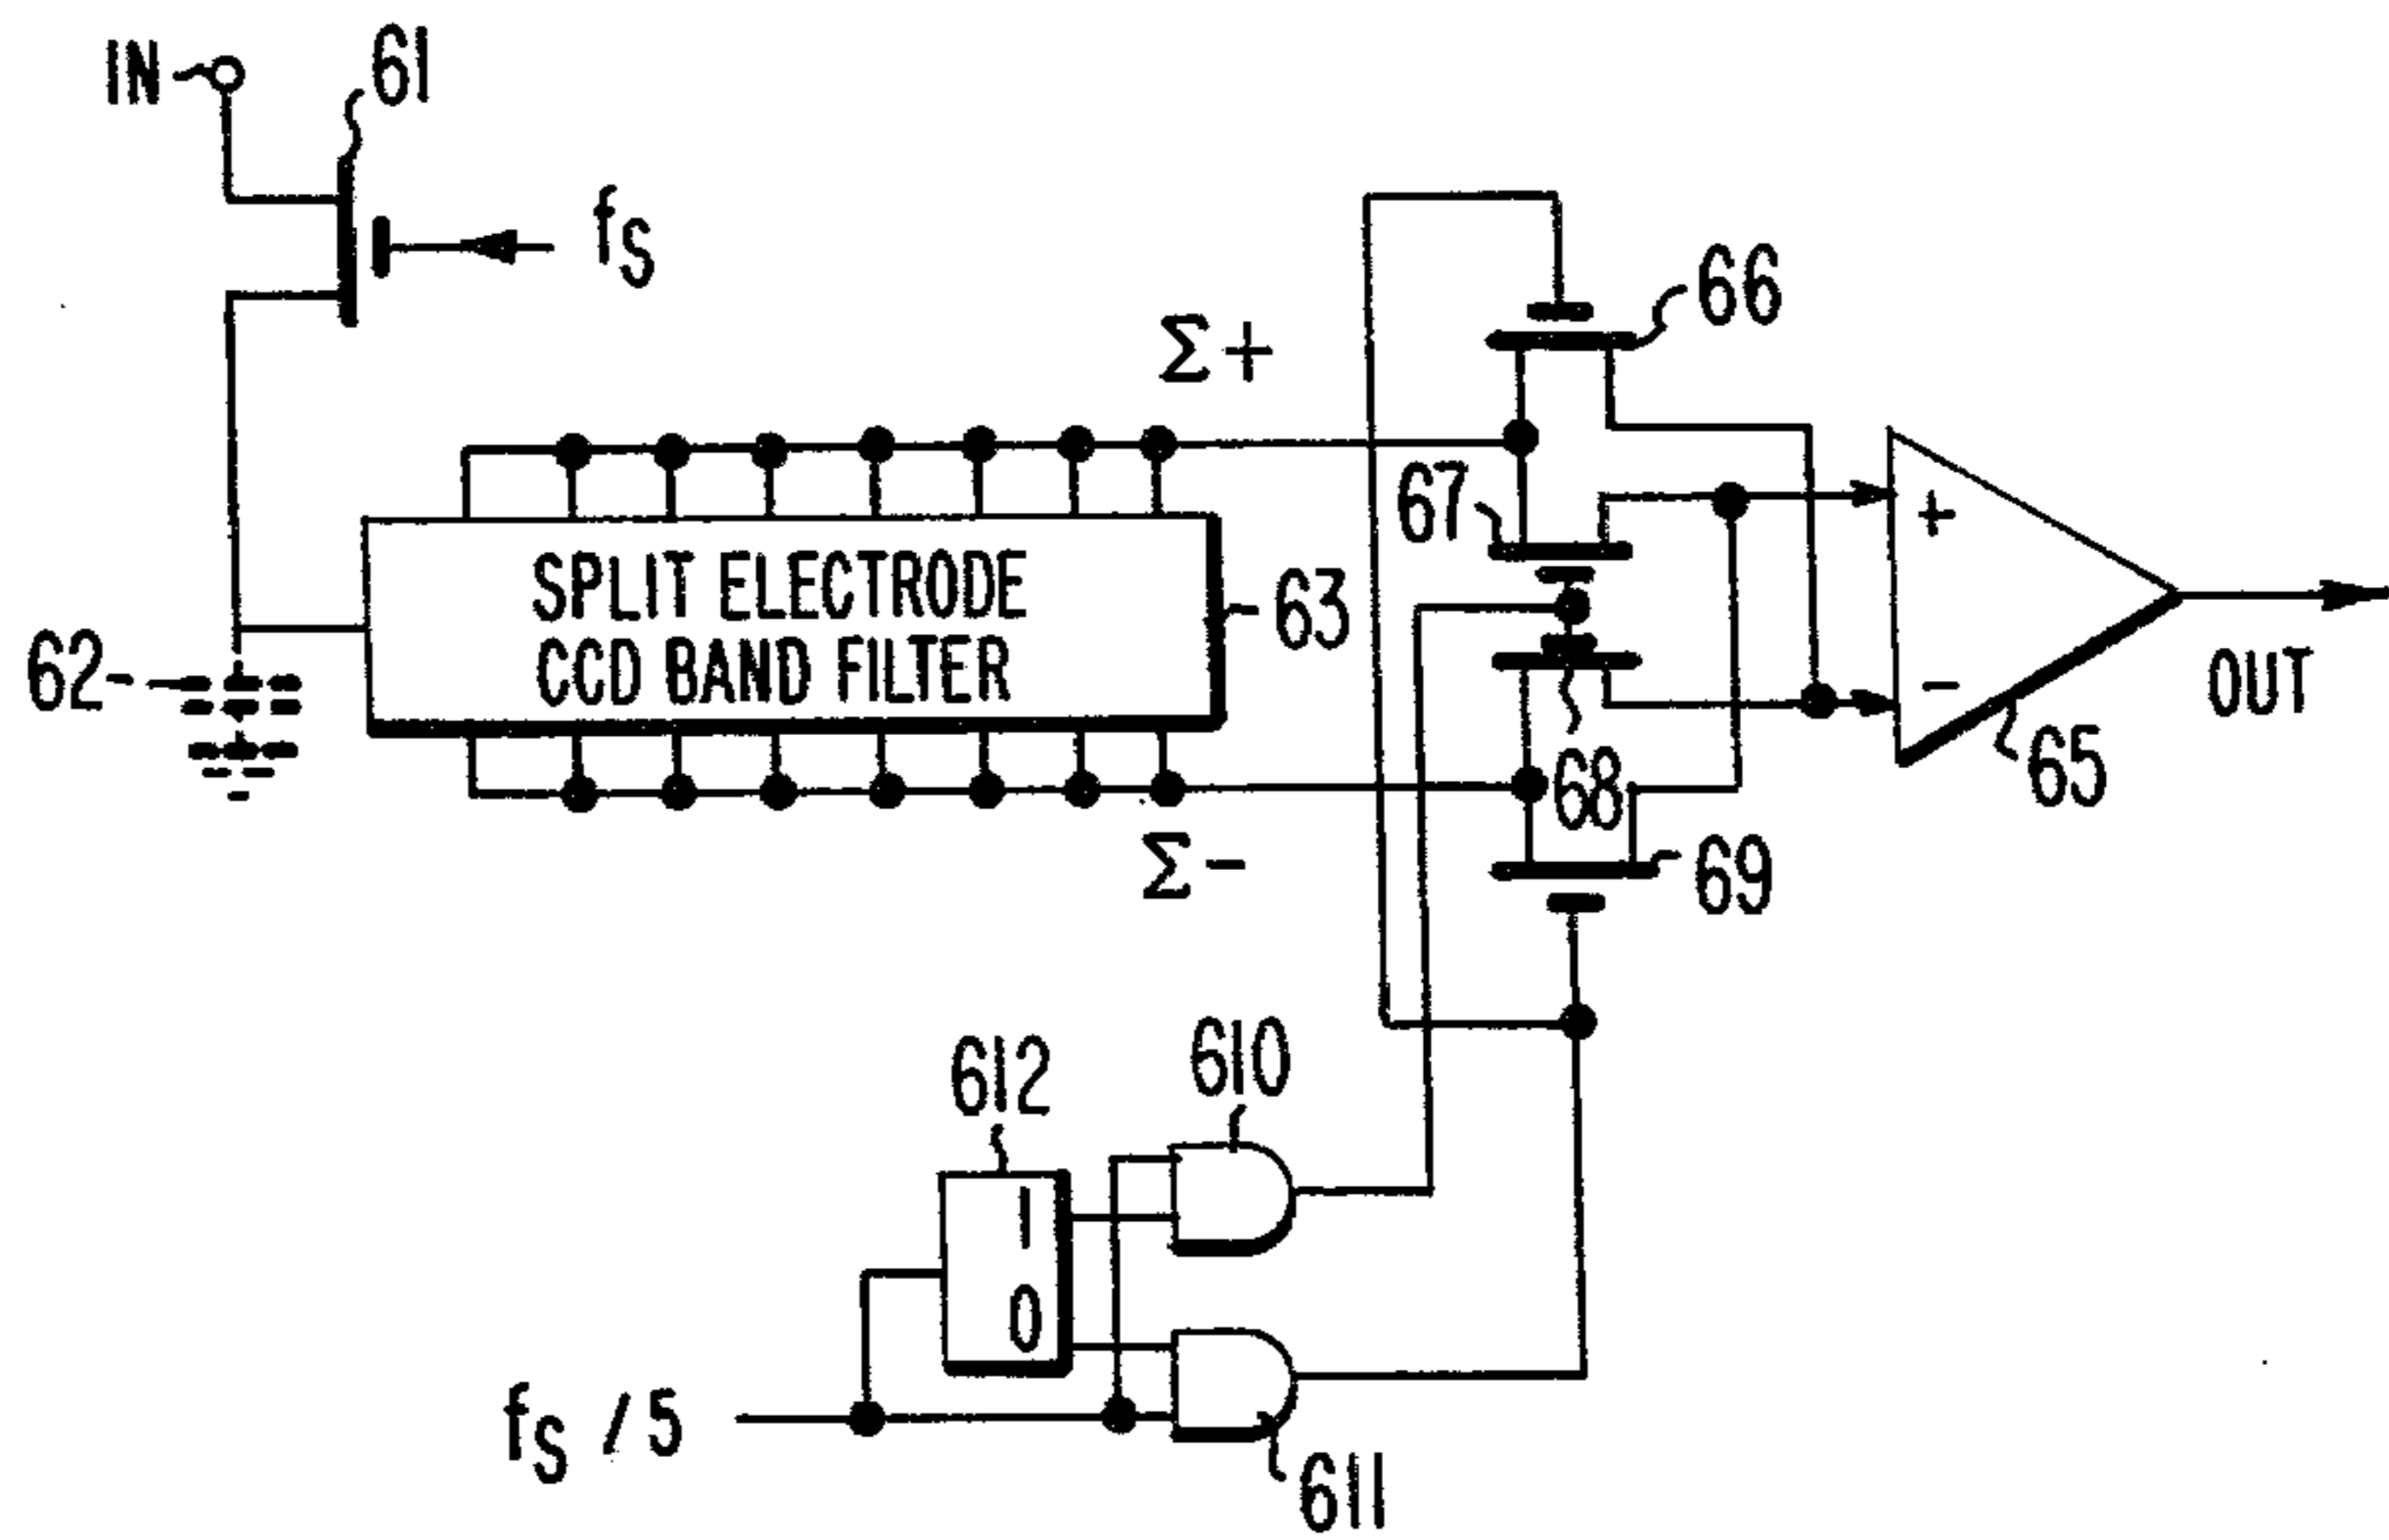 IN
61
fS
Σ+
66
67
+
SPLIT ELECTRODE
CCD BAND FILTER
63
62
-
OUT
68
65
Σ-
69
612
610
1
0
fS / 5
611